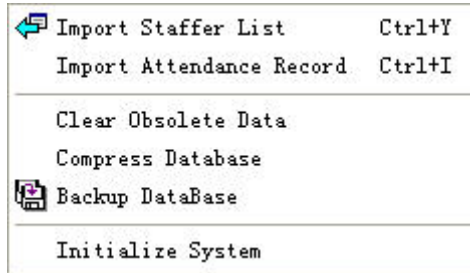 Import Staffer List Ctrl+Y
Import Attendance Record Ctrl+I
Clear Obsolete Data
Compress Database
Backup DataBase
Initialize System